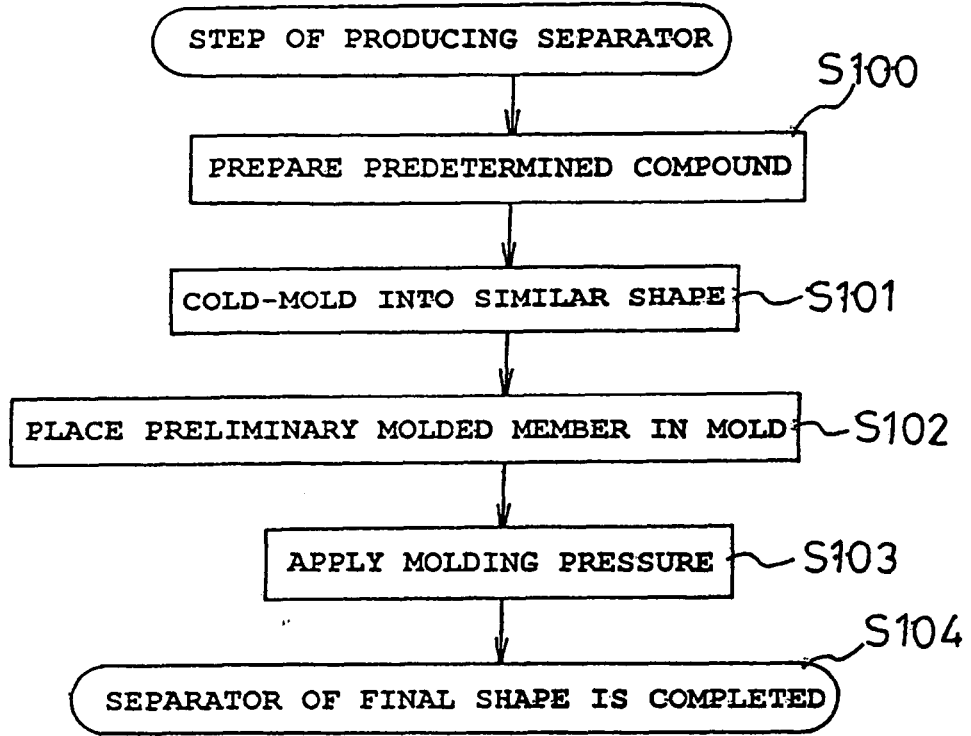 STEP OF PRODUCING SEPARATOR
S100
PREPARE PREDETERMINED COMPOUND
COLD-MOLD INTO SIMILAR SHAPE
S101
PLACE PRELIMINARY MOLDED MEMBER IN MOLD
S102
APPLY MOLDING PRESSURE
S103
S104
SEPARATOR OF FINAL SHAPE IS COMPLETED